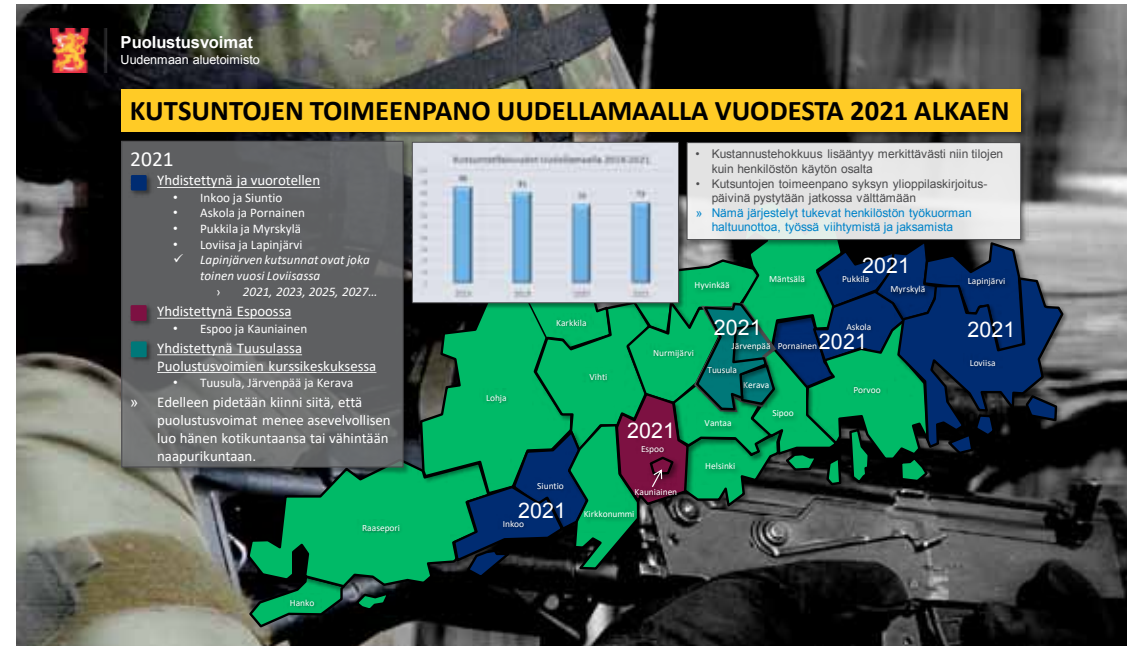 Puolustusvoimat
Uudenmaan aluetoimisto
KUTSUNTOJEN TOIMEENPANO UUDELLAMAALLA VUODESTA 2021 ALKAEN
2021
Yhdistettynä ja vuorotellen
• Inkoo ja Siuntio
• Askola ja Pornainen
• Pukkila ja Myrskylä
• Loviisa ja Lapinjärvi
✓ Lapinjärven kutsunnat ovat joka
toinen vuosi Loviisassa
› 2021, 2023, 2025, 2027…
Yhdistettynä Espoossa
• Espoo ja Kauniainen
Yhdistettynä Tuusulassa
Puolustusvoimien kurssikeskuksessa
• Tuusula, Järvenpää ja Kerava
» Edelleen pidetään kiinni siitä, että
puolustusvoimat menee asevelvollisen
luo hänen kotikuntaansa tai vähintään
naapurikuntaan.
2019
2020
2021
• Kustannustehokkuus lisääntyy merkittävästi niin tilojen
kuin henkilöstön käytön osalta
• Kutsuntojen toimeenpano syksyn ylioppilaskirjoitus-
päivinä pystytään jatkossa välttämään
» Nämä järjestelyt tukevat henkilöstön työkuorman
haltuunottoa, työssä viihtymistä ja jaksamista
Hyvinkää
Mäntsälä
Pukkila
2021
Myrskylä
Lapinjärvi
Karkkila
Nurmijärvi
2021
Järvenpää
Pornainen
2021
Askola
2021
Loviisa
Vihti
Tuusula
Kerava
Porvoo
Lohja
Sipoo
Vantaa
2021
Espoo
Helsinki
Kauniainen
Siuntio
2021
Inkoo
Kirkkonummi
Raasepori
Hanko